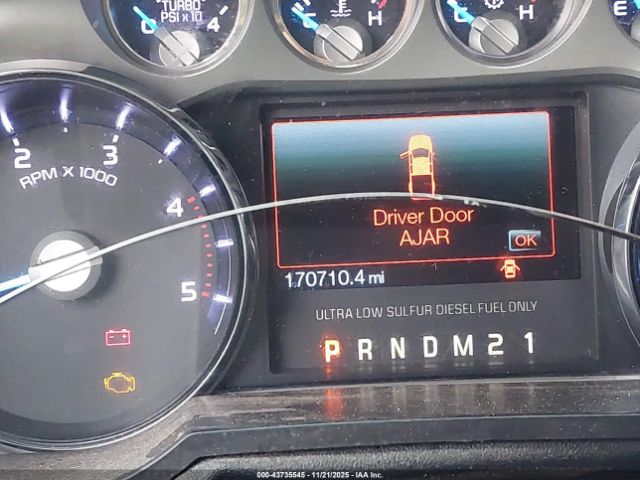 TURBO
PSI x 10
0 4
C H
C H
E
2 3
RPM X 1000
4
5
Driver Door
AJAR
OK
170710.4 mi
ULTRA LOW SULFUR DIESEL FUEL ONLY
P R N D M 2 1
000-43735545 · 11/21/2025 · IAA, Inc.